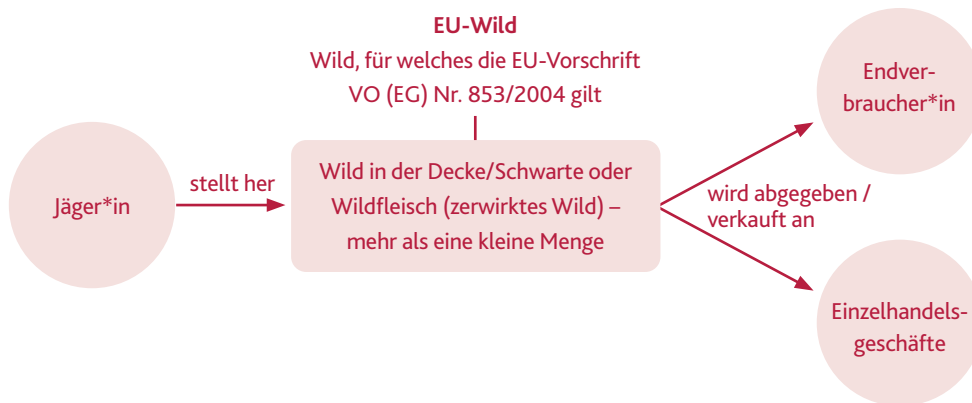 EU-Wild
Wild, für welches die EU-Vorschrift
VO (EG) Nr. 853/2004 gilt
Jäger*in
stellt her
Wild in der Decke/Schwarte oder
Wildfleisch (zerwirktes Wild) –
mehr als eine kleine Menge
wird abgegeben /
verkauft an
Endver-
braucher*in
Einzelhandels-
geschäfte